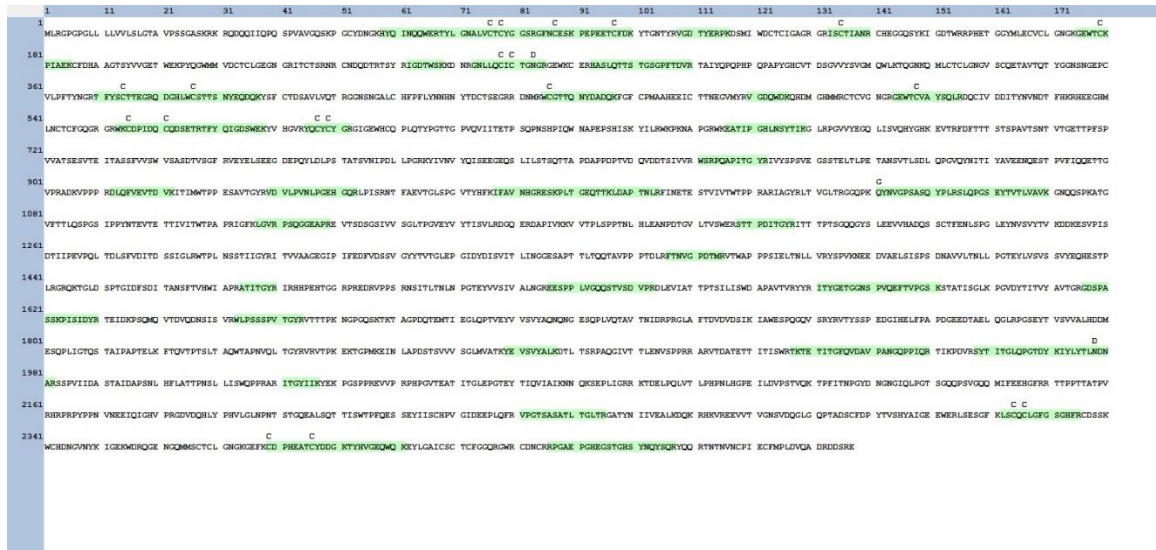 1 11 21 31 41 51 61 71 81 91 101 111 121 131 141 151 161 171
C C C C C C
1 MLRGPGPGLL LLVVLSLGTA VPSSGASKRK RQDQQIIQPQ SPVAVGQSKP GCYDNGKHYQ INQQWERTYL GNALVCTCYG GSRGFNCESK PEPEETCFDK YTGNTYRVGD TYERPKDSMI WDCTCIGAGR GRISCTIANR CHEGGQSYKI GDTWRRPHET GGYMLECVCL GNGKGEWTCK
C C D
181 PIAEKCFDHA AGTSYVVGET WEKPYQGWMM VDCTCLGEGN GRITCTSRNR CNDQDTRTSY RIGDTWSKKD NRGNLLQCIC TGNGRGEWKC ERHASLQTTS TGSGPFTDVR TAIYQPQPHP QPAPYGHCVT DSGVVYSVGM QWLKTQGNKQ MLCTCLGNGV SCQETAVTQT YGGNSNGEPC
C C C C
361 VLPFTYNGRT FYSCTTEGRQ DGHLWCSTTS NYEQDQKYSF CTDSAVLVQT RGGNSNGALC HFPFLYNNHN YTDCTSEGRR DNMKWCGTTQ NYDADQKFGF CPMAAHEEIC TTNEGVMYRV GDQWDKQHDM GHMMRCTCVG NGRGEWTCVA YSQLRDQCIV DDITYNVNDT FHKRHEEGHM
C C C C
541 LNCTCFGQGR GRWKCDPIDQ CQDSETRTFY QIGDSWEKYV HGVRYQCYCY GRGIGEWHCQ PLQTYPGTTG PVQVIITETP SQPNSHPIQW NAPEPSHISK YILRWKPKNA PGRWKEATIP GHLNSYTIKG LRPGVVYEGQ LISVQHYGHK EVTRFDFTTT STSPAVTSNT VTGETTPFSP
721 VVATSESVTE ITASSFVVSW VSASDTVSGF RVEYELSEEG DEPQYLDLPS TATSVNIPDL LPGRKYIVNV YQISEEGEQS LILSTSQTTA PDAPPDPTVD QVDDTSIVVR WSRPQAPITG YRIVYSPSVE GSSTELTLPE TANSVTLSDL QPGVQYNITI YAVEENQEST PVFIQQETTG
G
901 VPRADKVPPP RDLQFVEVTD VKITIMWTPP ESAVTGYRVD VLPVNLPGEH GQRLPISRNT FAEVTGLSPG VTYHFKIFAV NHGRESKPLT GEQTTKLDAP TNLRFINETE STVIVTWTPP RARIAGYRLT VGLTRGGQPK QYNVGPSASQ YPLRSLQPGS EYTVTLVAVK GNQQSPKATG
1081 VFTTLQSPGS IPPYNTEVTE TTIVITWTPA PRIGFKLGVR PSQGGEAPRE VTSDSGSIVV SGLTPGVEYV YTISVLRDGQ ERDAPIVKKV VTPLSPPTNL HLEANPDTGV LTVSWERSTT PDITGYRITT TPTSGQQGYS LEEVVHADQS SCTFENLSPG LEYNVSVYTV KDDKESVPIS
1261 DTIIPEVPQL TDLSFVDITD SSIGLRWTPL NSSTIIGYRI TVVAAGEGIP IFEDFVDSSV GYYTVTGLEP GIDYDISVIT LINGGESAPT TLTQQTAVPP PTDLRFTNVG PDTMRVTWAP PPSIELTNLL VRYSPVKNEE DVAELSISPS DNAVVLTNLL PGTEYLVSVS SVYEQHESTP
1441 LRGRQKTGLD SPTGIDFSDI TANSFTVHWI APRATITGYR IRHHPEHTGG RPREDRVPPS RNSITLTNLN PGTEYVVSIV ALNGREESPP LVGQQSTVSD VPRDLEVIAT TPTSLLISWD APAVTVRYYR ITYGETGGNS PVQEFTVPGS KSTATISGLK PGVDYTITVY AVTGRGDSPA
1621 SSKPISIDYR TEIDKPSQMQ VTDVQDNSIS VRWLPSSSPV TGYRVTTTPK NGPGQSKTKT AGPDQTEMTI EGLQPTVEYV VSVYAQNQNG ESQPLVQTAV TNIDRPRGLA FTDVDVDSIK IAWESPQGQV SRYRVTYSSP EDGIHELFPA PDGEEDTAEL QGLRPGSEYT VSVVALHDDM
D
1801 ESQPLIGTQS TAIPAPTELK FTQVTPTSLT AQWTAPNVQL TGYRVRVTPK EKTGPMKEIN LAPDSTSVVV SGLMVATKYE VSVYALKDTL TSRPAQGIVT TLENVSPPRR ARVTDATETT ITISWRTKTE TITGFQVDAV PANGQPPIQR TIKPDVRSYT ITGLQPGTDY KIYLYTLNDN
1981 ARSSPVIIDA STAIDAPSNL HFLATTPNSL LISWQPPRAR ITGYIIKYEK PGSPPREVVP RPHPGVTEAT ITGLEPGTEY TIQVIAIKNN QKSEPLIGRR KTDELPQLVT LPHPNLHGPE ILDVPSTVQK TPFITNPGYD NGNGIQLPGT SGQQPSVGQQ MIFEEHGFRR TTPPTTATPV
C C
2161 RHRPRPYPPN VNEEIQIGHV PRGDVDQHLY PHVLGLNPNT STGQEALSQT TISWTPFQES SEYIISCHPV GIDEEPLQFR VPGTSASATL TGLTRGATYN IIVEALKDQK RHKVREEVVT VGNSVDQGLG QPTADSCFDP YTVSHYAIGE EWERLSESGF KLSCQCLGFG SGHFRCDSSK
C C
2341 WCHDNGVNYK IGEKWDRQGE NGQMMSCTCL GNGKGEFKCD PHEATCYDDG KTYHVGEQWQ KEYLGAICSC TCFGGQRGWR CDNCRRPGAE PGHEGSTGHS YNQYSQRYQQ RTNTNVNCPI ECFMPLDVQA DRDDSRE